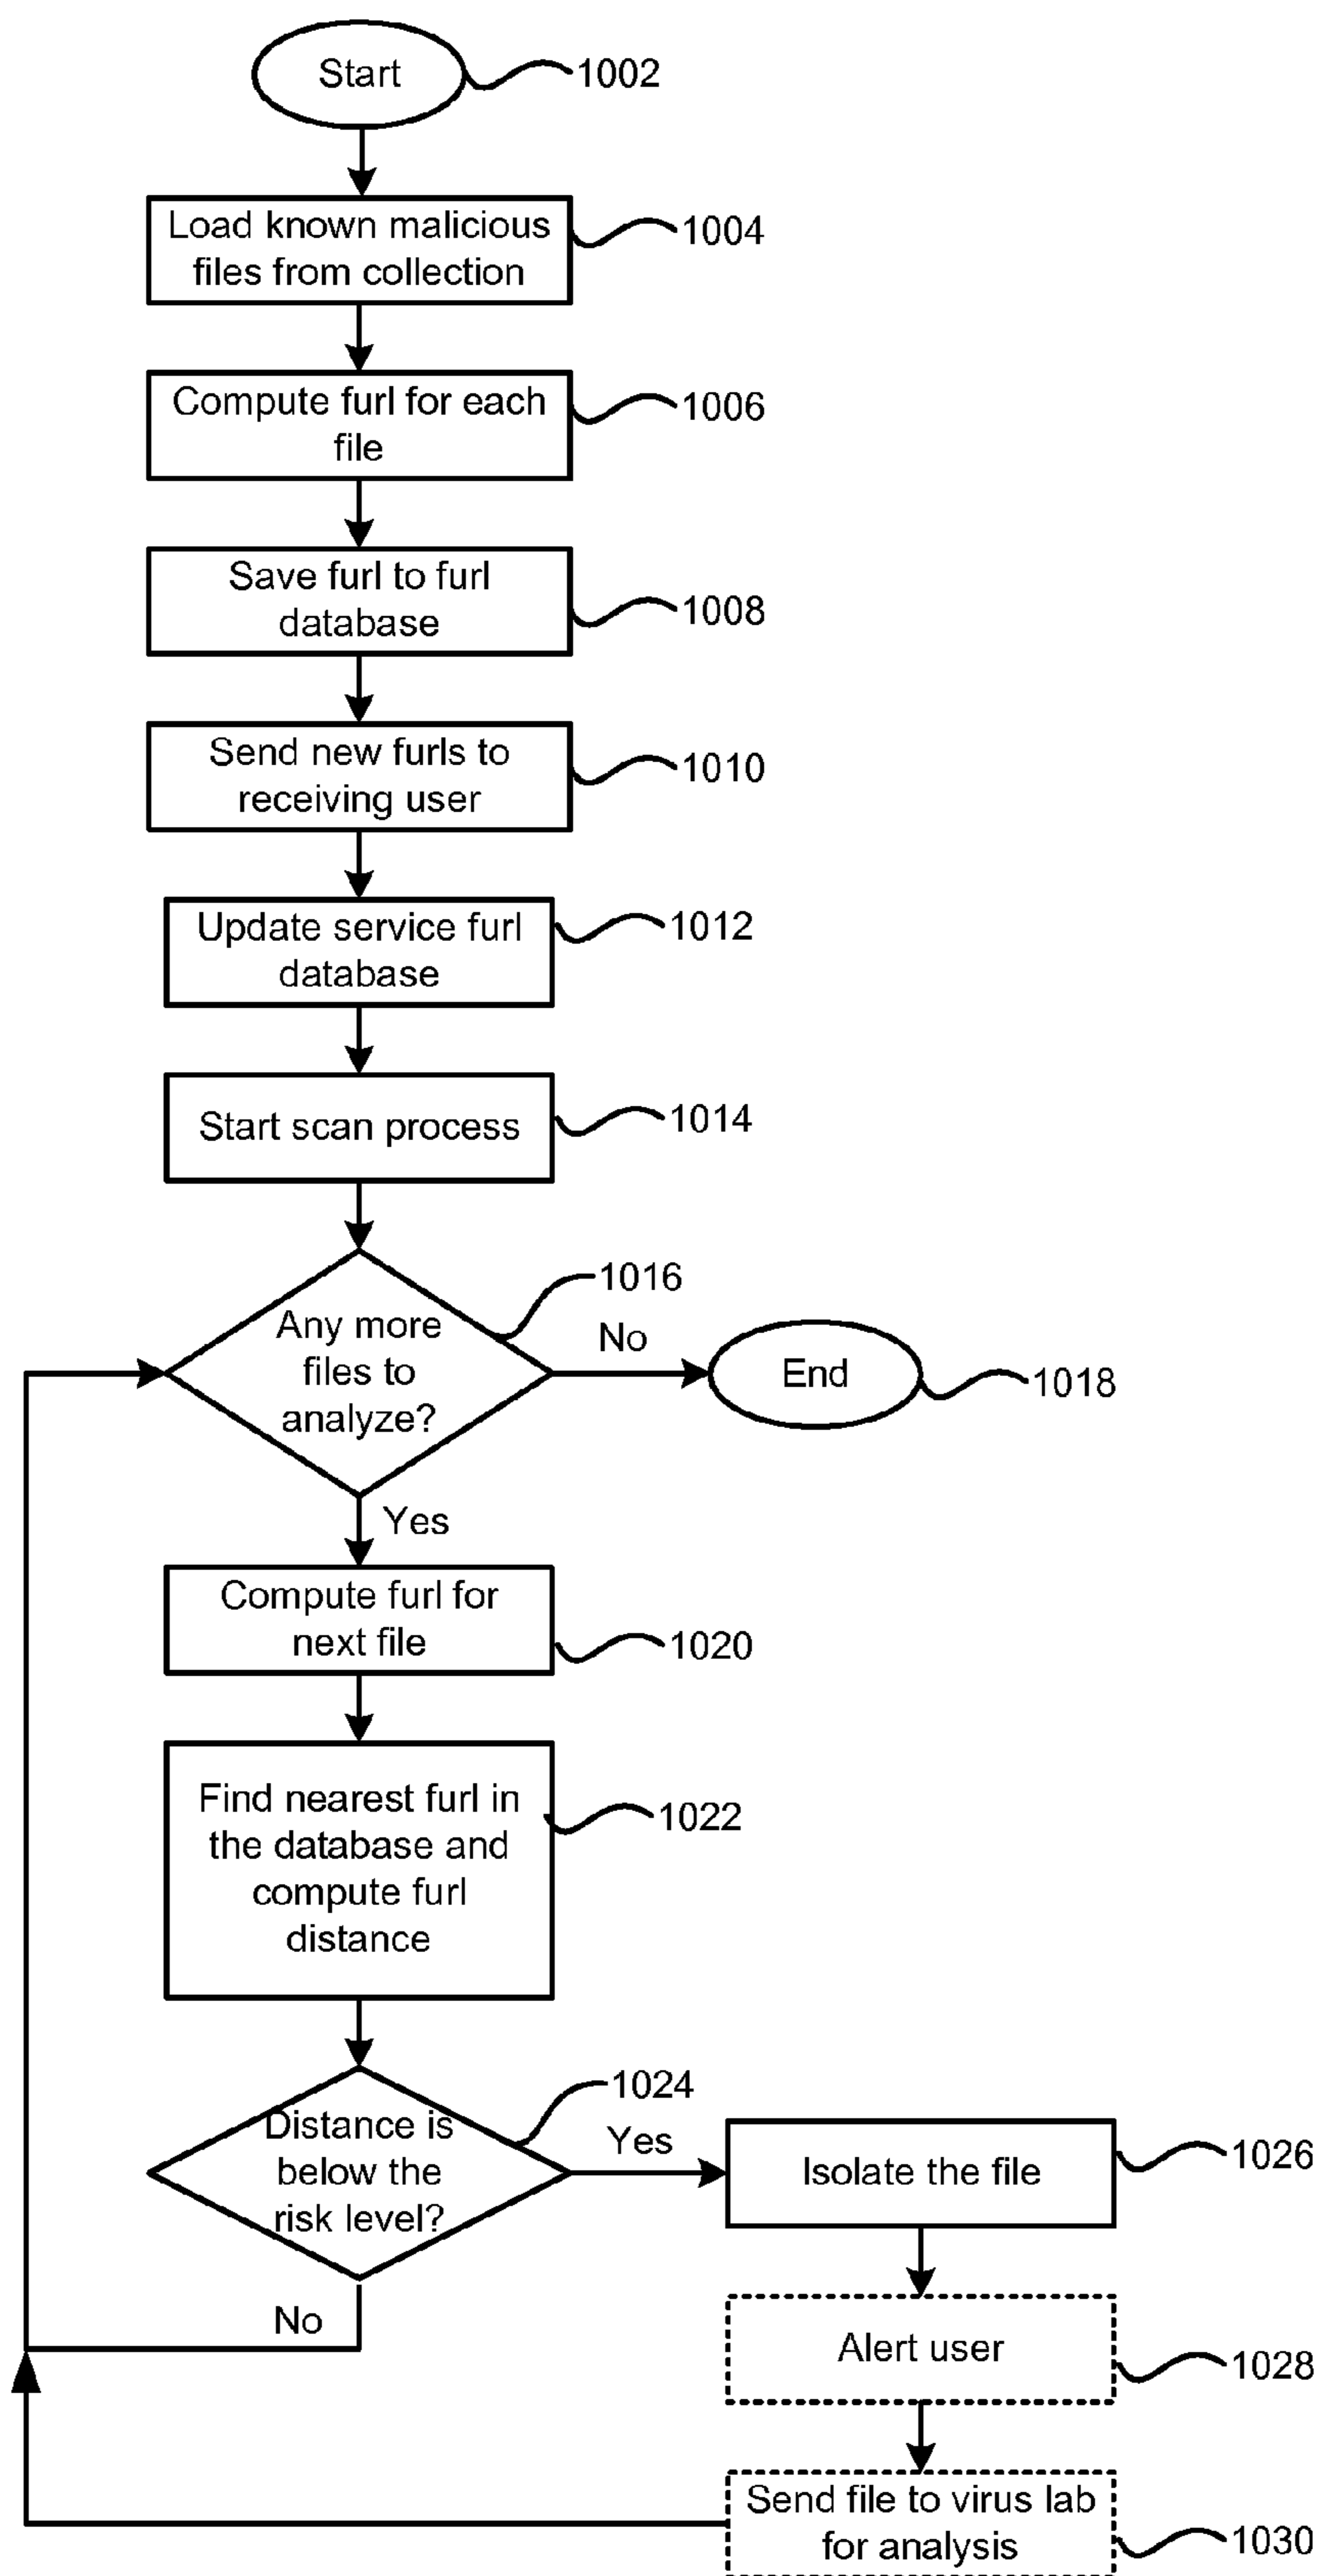 Start
1002
Load known malicious
files from collection
1004
Compute furl for each
file
1006
Save furl to furl
database
1008
Send new furls to
receiving user
1010
Update service furl
database
1012
Start scan process
1014
Any more
files to
analyze?
1016
No
End
1018
Yes
Compute furl for
next file
1020
Find nearest furl in
the database and
compute furl
distance
1022
Distance is
below the
risk level?
1024
Yes
Isolate the file
1026
No
Alert user
1028
Send file to virus lab
for analysis
1030